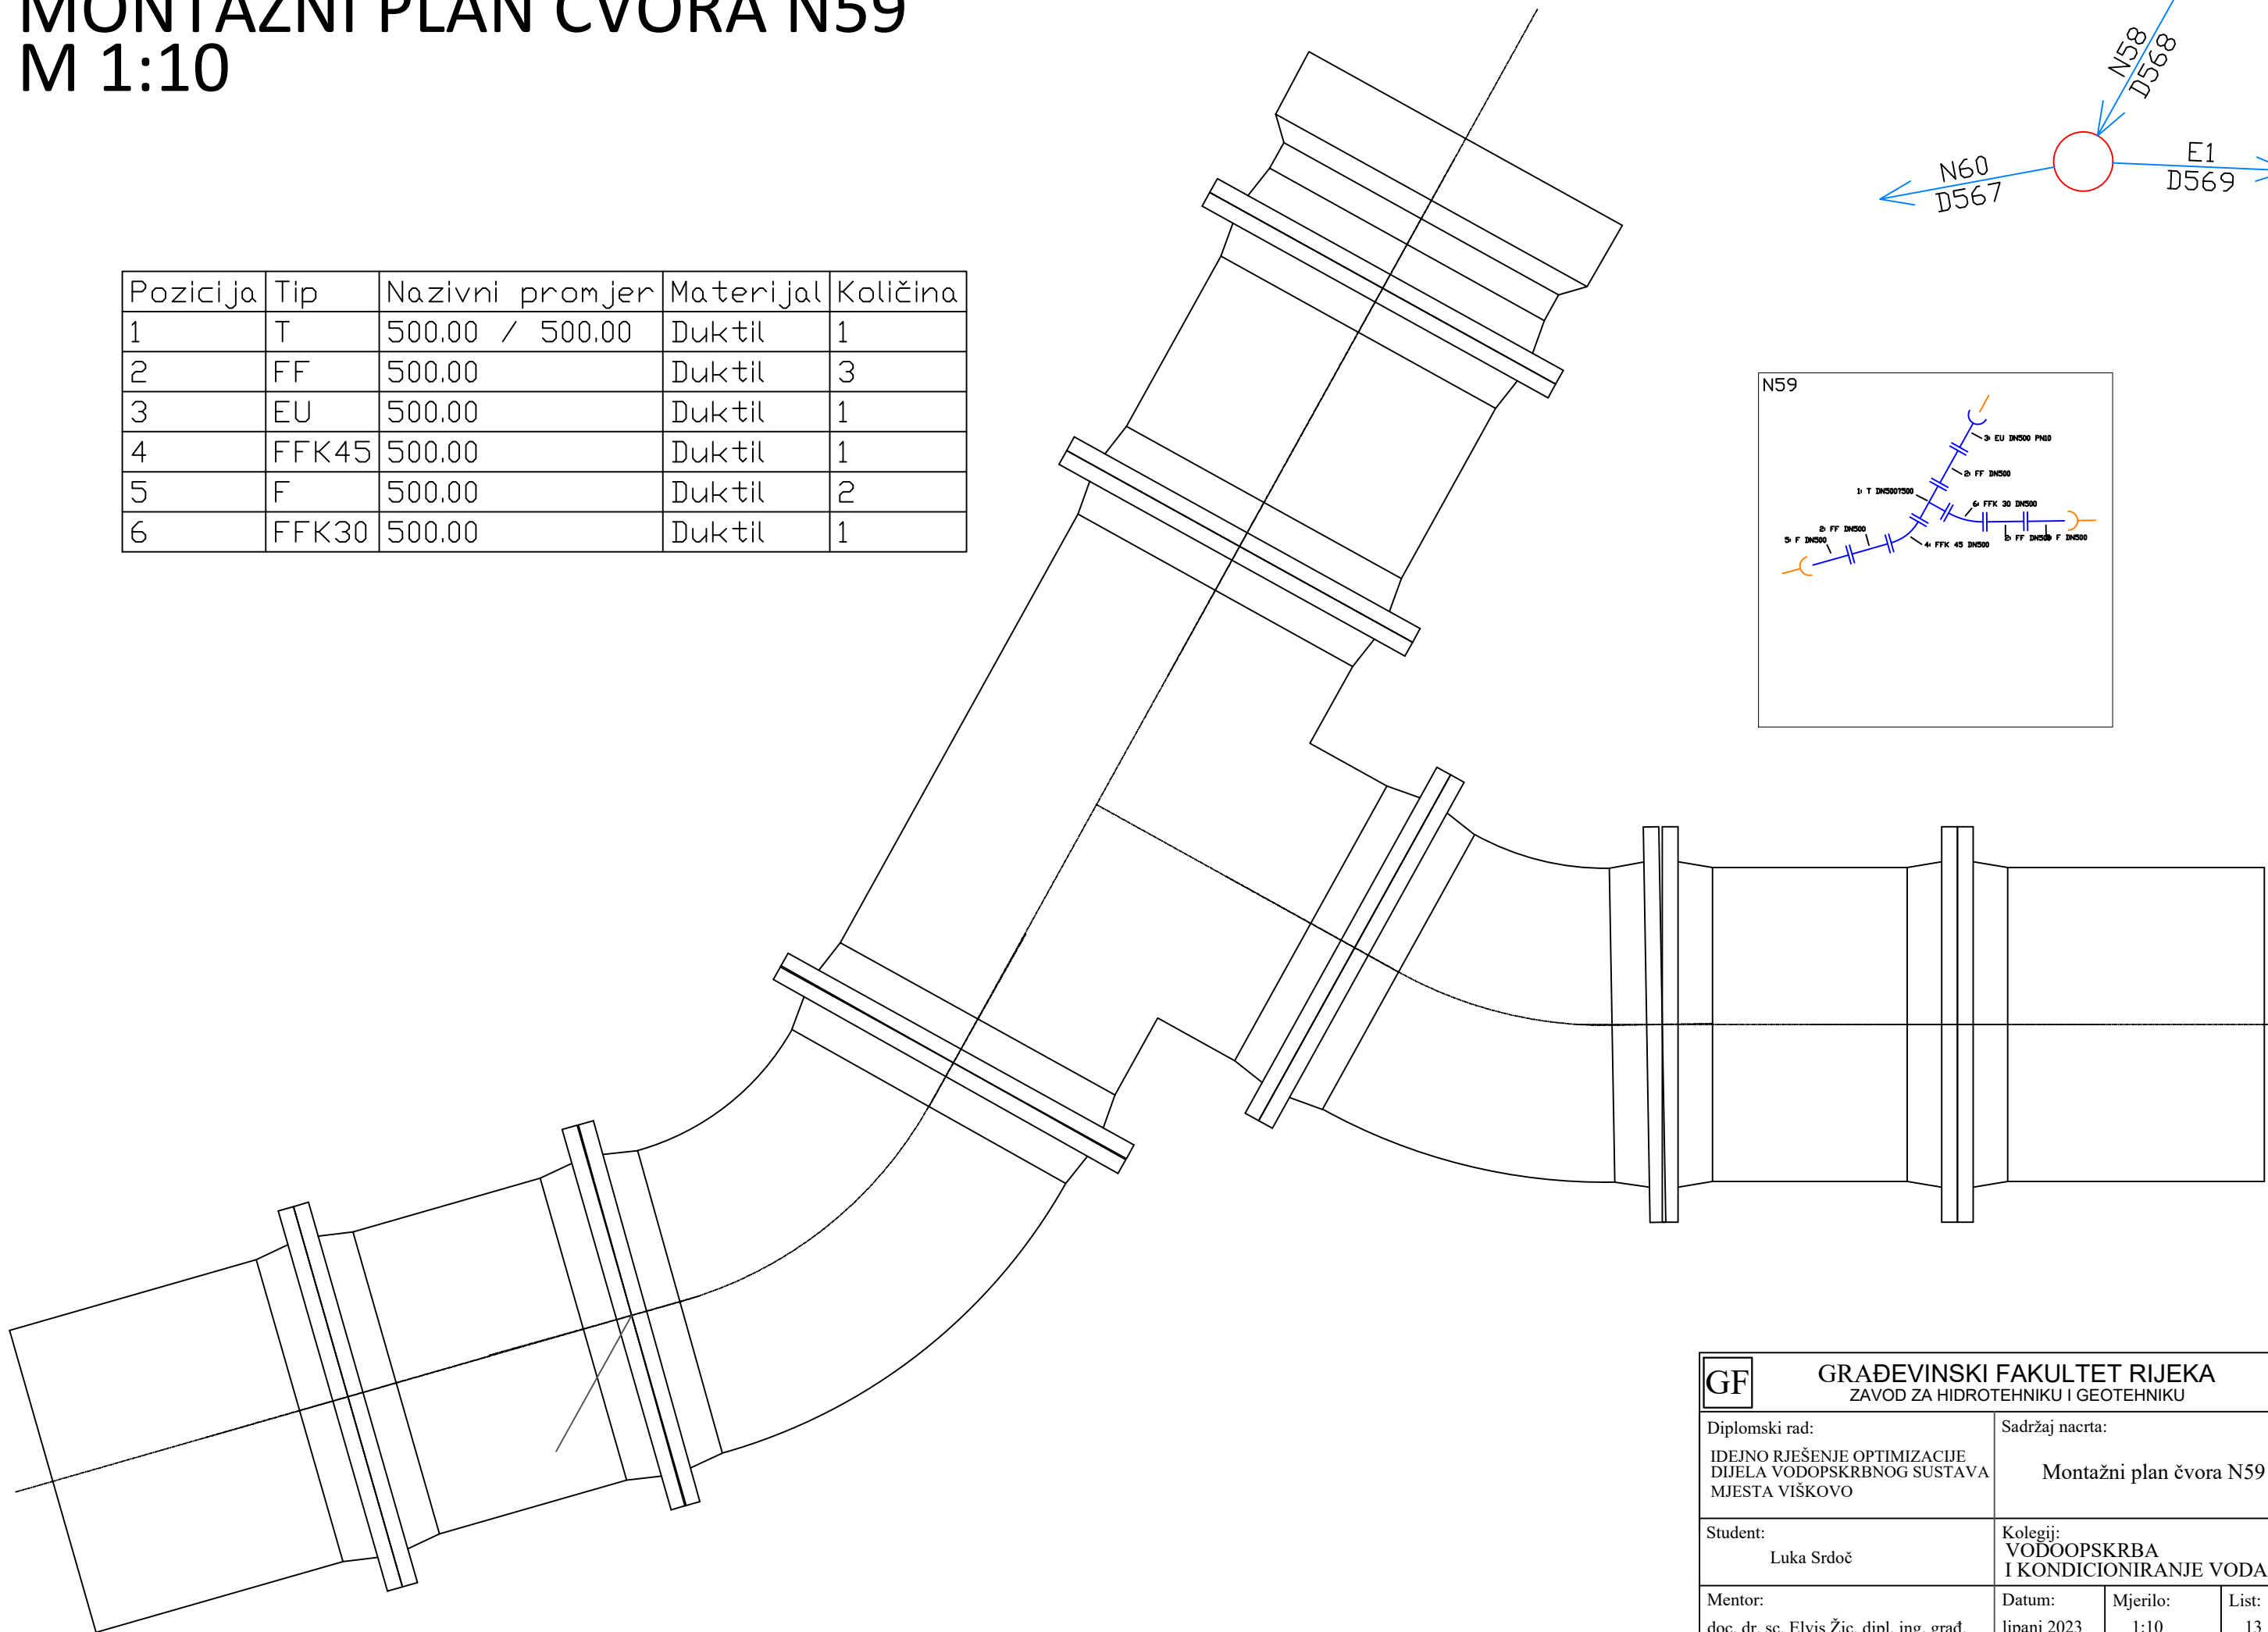 MONTAŽNI PLAN ČVORA N59
M 1:10
N58
D568
N60
D567
E1
D569
Pozicija Tip Nazivni promjer Materijal Količina
1 T 500.00 / 500.00 Duktil 1
2 FF 500.00 Duktil 3
3 EU 500.00 Duktil 1
4 FFK45 500.00 Duktil 1
5 F 500.00 Duktil 2
6 FFK30 500.00 Duktil 1
N59
3: EU DN500 PN10
2: FF DN500
1: T DN500?500
6: FFK 30 DN500
2: FF DN500
5: F DN500
4: FFK 45 DN500
2: FF DN500
F DN500
GF
GRAĐEVINSKI FAKULTET RIJEKA
ZAVOD ZA HIDROTEHNIKU I GEOTEHNIKU
Diplomski rad:
IDEJNO RJEŠENJE OPTIMIZACIJE
DIJELA VODOPSKRBNOG SUSTAVA
MJESTA VIŠKOVO
Sadržaj nacrta:
Montažni plan čvora N59
Student:
Luka Srdoč
Kolegij:
VODOOPSKRBA
I KONDICIONIRANJE VODA
Mentor:
doc. dr. sc. Elvis Žic, dipl. ing. građ.
Datum:
lipanj 2023
Mjerilo:
1:10
List:
13